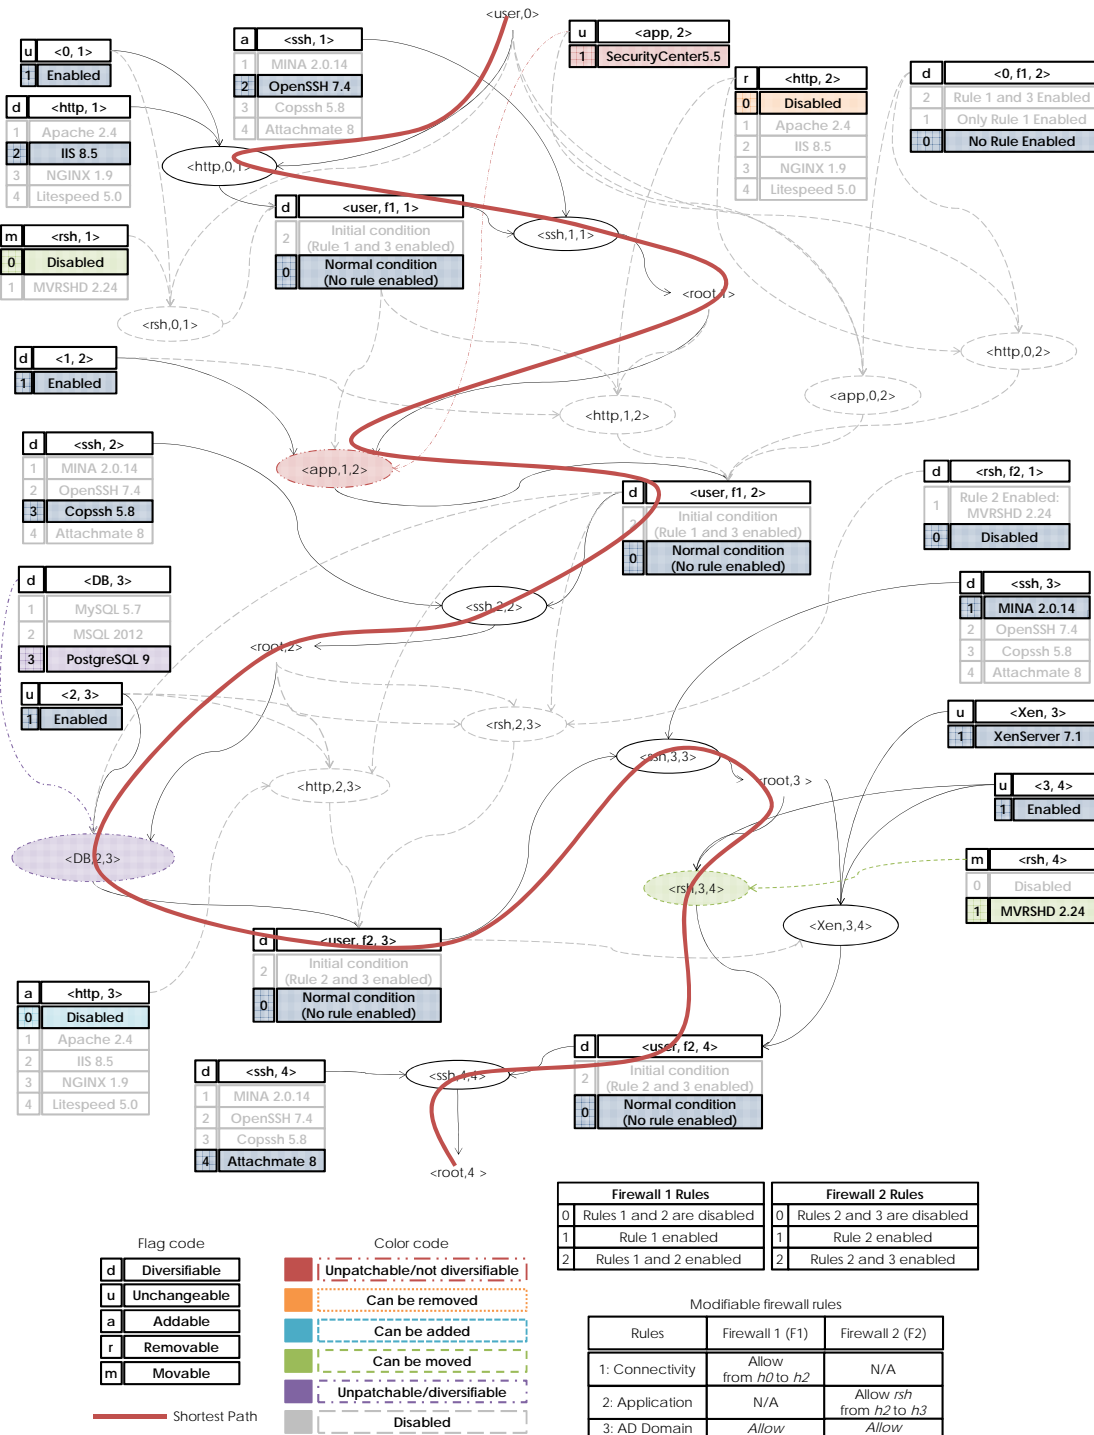 <user,0>
u <0, 1>
1 Enabled
a <ssh, 1>
1 MINA 2.0.14
2 OpenSSH 7.4
3 Copssh 5.8
4 Attachmate 8
u <app, 2>
1 SecurityCenter5.5
r <http, 2>
0 Disabled
1 Apache 2.4
2 IIS 8.5
3 NGINX 1.9
4 Litespeed 5.0
d <0, f1, 2>
2 Rule 1 and 3 Enabled
1 Only Rule 1 Enabled
0 No Rule Enabled
d <http, 1>
1 Apache 2.4
2 IIS 8.5
3 NGINX 1.9
4 Litespeed 5.0
<http,0,1>
d <user, f1, 1>
2 Initial condition
(Rule 1 and 3 enabled)
0 Normal condition
(No rule enabled)
<ssh,1,1>
m <rsh, 1>
0 Disabled
1 MVRSHD 2.24
<root,1>
<rsh,0,1>
<http,0,2>
d <1, 2>
1 Enabled
<app,0,2>
<http,1,2>
d <ssh, 2>
1 MINA 2.0.14
2 OpenSSH 7.4
3 Copssh 5.8
4 Attachmate 8
<app,1,2>
d <user, f1, 2>
2 Initial condition
(Rule 1 and 3 enabled)
0 Normal condition
(No rule enabled)
d <rsh, f2, 1>
1 Rule 2 Enabled:
MVRSHD 2.24
0 Disabled
d <DB, 3>
1 MySQL 5.7
2 MSQL 2012
3 PostgreSQL 9
<ssh,2,2>
d <ssh, 3>
1 MINA 2.0.14
2 OpenSSH 7.4
3 Copssh 5.8
4 Attachmate 8
<root,2>
u <2, 3>
1 Enabled
<rsh,2,3>
u <Xen, 3>
1 XenServer 7.1
<ssh,3,3>
<root,3 >
<http,2,3>
u <3, 4>
1 Enabled
<DB,2,3>
<rsh,3,4>
m <rsh, 4>
0 Disabled
1 MVRSHD 2.24
<Xen,3,4>
d <user, f2, 3>
2 Initial condition
(Rule 2 and 3 enabled)
0 Normal condition
(No rule enabled)
a <http, 3>
0 Disabled
1 Apache 2.4
2 IIS 8.5
3 NGINX 1.9
4 Litespeed 5.0
d <user, f2, 4>
2 Initial condition
(Rule 2 and 3 enabled)
0 Normal condition
(No rule enabled)
d <ssh, 4>
1 MINA 2.0.14
2 OpenSSH 7.4
3 Copssh 5.8
4 Attachmate 8
<ssh,4,4>
<root,4 >
Firewall 1 Rules
0 Rules 1 and 2 are disabled
1 Rule 1 enabled
2 Rules 1 and 2 enabled
Firewall 2 Rules
0 Rules 2 and 3 are disabled
1 Rule 2 enabled
2 Rules 2 and 3 enabled
Flag code
d Diversifiable
u Unchangeable
a Addable
r Removable
m Movable
Shortest Path
Color code
Unpatchable/not diversifiable
Can be removed
Can be added
Can be moved
Unpatchable/diversifiable
Disabled
Modifiable firewall rules
Rules Firewall 1 (F1) Firewall 2 (F2)
1: Connectivity Allow from h0 to h2 N/A
2: Application N/A Allow rsh from h2 to h3
3: AD Domain Allow Allow